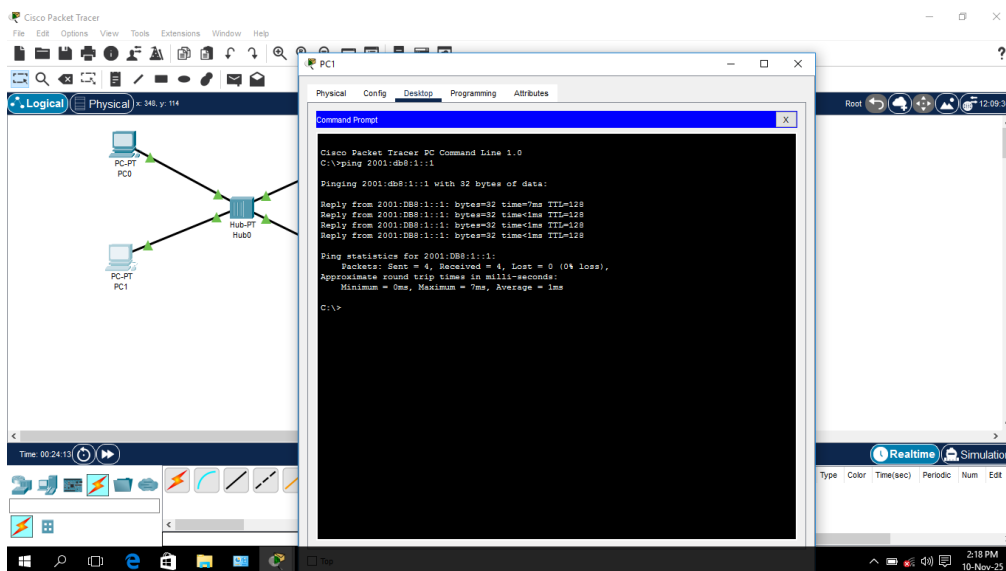 Cisco Packet Tracer
File Edit Options View Tools Extensions Window Help
?
PC1
Physical Config Desktop Programming Attributes
Logical Physical x: 348, y: 114
Root 12:09:3
Command Prompt X
Cisco Packet Tracer PC Command Line 1.0
C:\>ping 2001:db8:1::1
Pinging 2001:db8:1::1 with 32 bytes of data:
Reply from 2001:DB8:1::1: bytes=32 time=7ms TTL=128
Reply from 2001:DB8:1::1: bytes=32 time<1ms TTL=128
Reply from 2001:DB8:1::1: bytes=32 time<1ms TTL=128
Reply from 2001:DB8:1::1: bytes=32 time<1ms TTL=128
Ping statistics for 2001:DB8:1::1:
Packets: Sent = 4, Received = 4, Lost = 0 (0% loss),
Approximate round trip times in milli-seconds:
Minimum = 0ms, Maximum = 7ms, Average = 1ms
C:\>
PC-PT
PC0
Hub-PT
Hub0
PC-PT
PC1
Time: 00:24:13
Realtime Simulatio
Type Color Time(sec) Periodic Num Edit
Top
2:18 PM
10-Nov-25